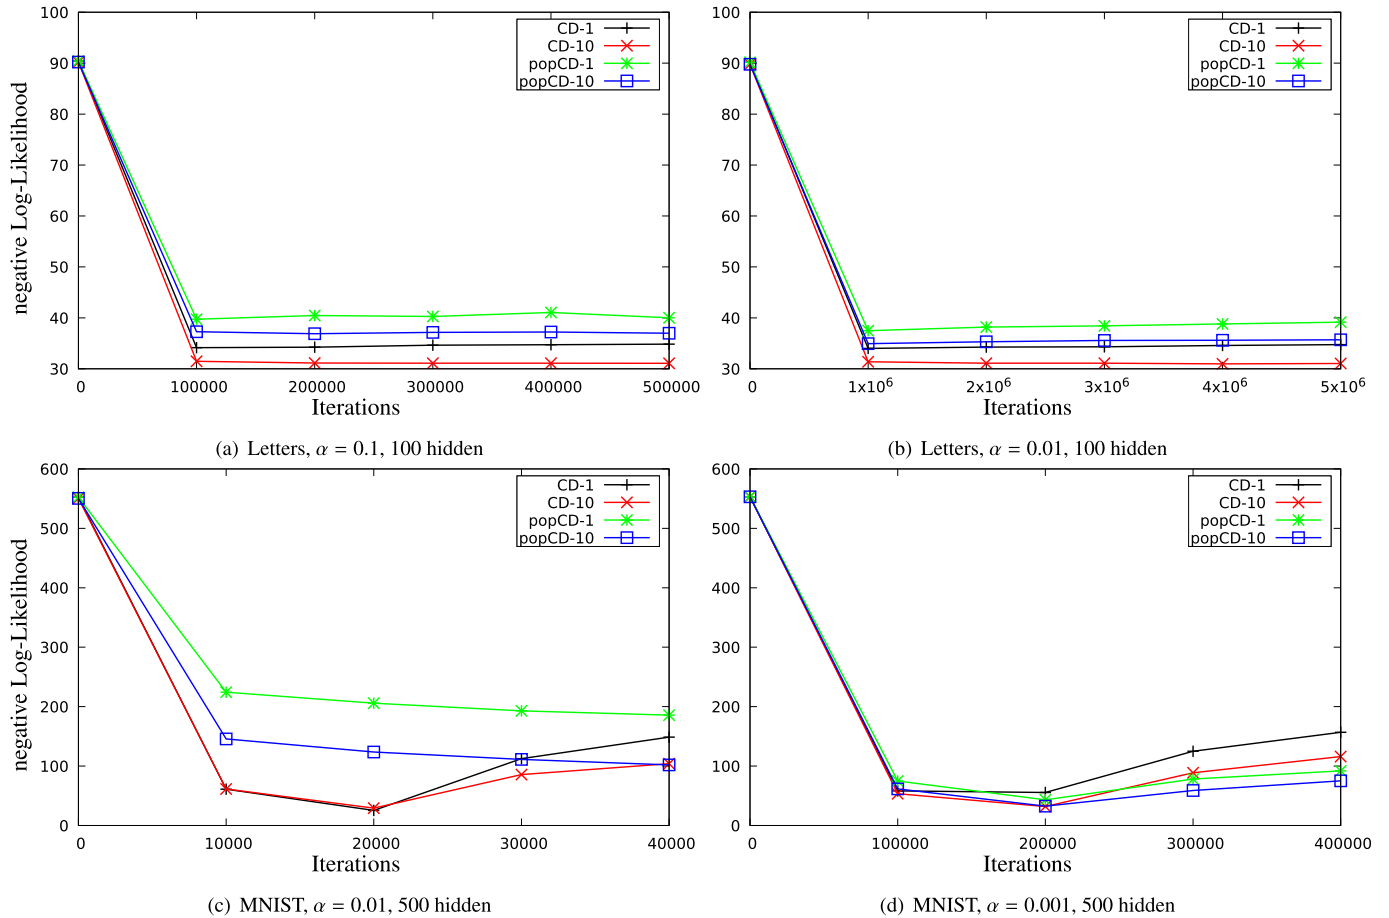 100
90
80
70
60
50
40
30
negative Log-Likelihood
CD-1
CD-10
popCD-1
popCD-10
0 100000 200000 300000 400000 500000
Iterations
(a) Letters, α = 0.1, 100 hidden
100
90
80
70
60
50
40
30
CD-1
CD-10
popCD-1
popCD-10
0 1x10⁶ 2x10⁶ 3x10⁶ 4x10⁶ 5x10⁶
Iterations
(b) Letters, α = 0.01, 100 hidden
600
500
400
300
200
100
0
negative Log-Likelihood
CD-1
CD-10
popCD-1
popCD-10
0 10000 20000 30000 40000
Iterations
(c) MNIST, α = 0.01, 500 hidden
600
500
400
300
200
100
0
CD-1
CD-10
popCD-1
popCD-10
0 100000 200000 300000 400000
Iterations
(d) MNIST, α = 0.001, 500 hidden